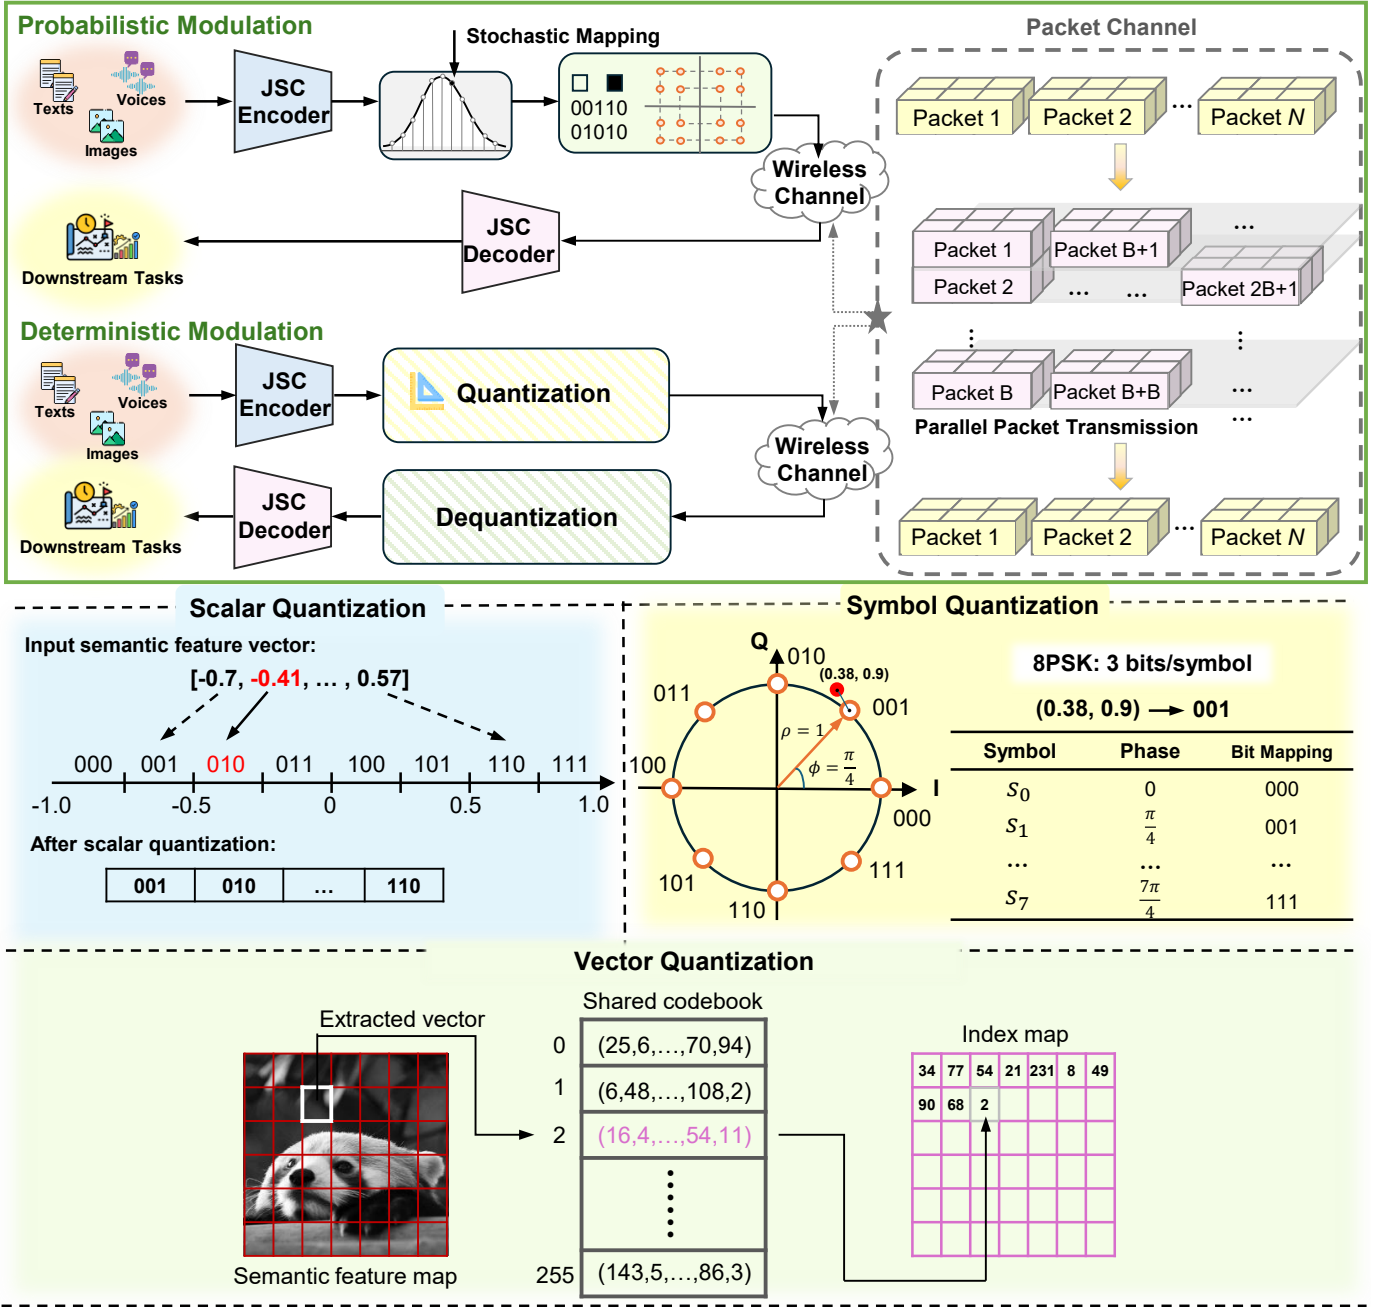 Probabilistic Modulation
Texts
Voices
Images
JSC
Encoder
Stochastic Mapping
00110
01010
Wireless
Channel
JSC
Decoder
Downstream Tasks
Packet Channel
Packet 1
Packet 2
...
Packet N
Packet 1
Packet B+1
...
Packet 2
...
...
Packet 2B+1
⋮
⋮
Packet B
Packet B+B
...
...
Parallel Packet Transmission
Packet 1
Packet 2
...
Packet N
Deterministic Modulation
Texts
Voices
Images
JSC
Encoder
Quantization
Wireless
Channel
Dequantization
JSC
Decoder
Downstream Tasks
Scalar Quantization
Input semantic feature vector:
[-0.7, -0.41, … , 0.57]
000 001 010 011 100 101 110 111
-1.0 -0.5 0 0.5 1.0
After scalar quantization:
001 010 … 110
Symbol Quantization
Q
010
(0.38, 0.9)
011
001
ρ = 1
ϕ = π/4
100
I
000
101
111
110
8PSK: 3 bits/symbol
(0.38, 0.9) → 001
Symbol Phase Bit Mapping
S0 0 000
S1 π/4 001
... ... ...
S7 7π/4 111
Vector Quantization
Extracted vector
Semantic feature map
Shared codebook
0 (25,6,…,70,94)
1 (6,48,…,108,2)
2 (16,4,…,54,11)
255 (143,5,…,86,3)
Index map
34 77 54 21 231 8 49
90 68 2